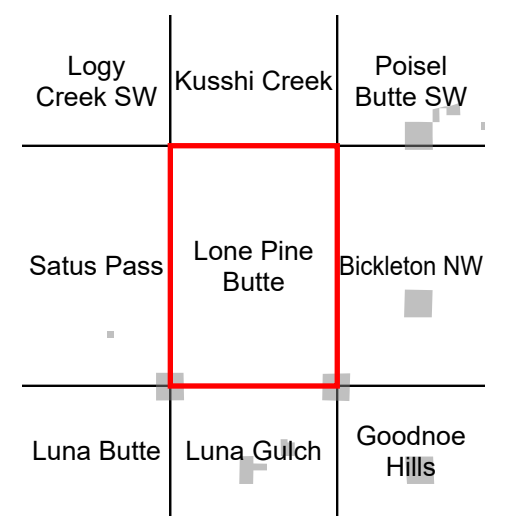 Logy
Creek SW
Kusshi Creek
Poisel
Butte SW
Satus Pass
Lone Pine
Butte
Bickleton NW
Luna Butte
Luna Gulch
Goodnoe
Hills